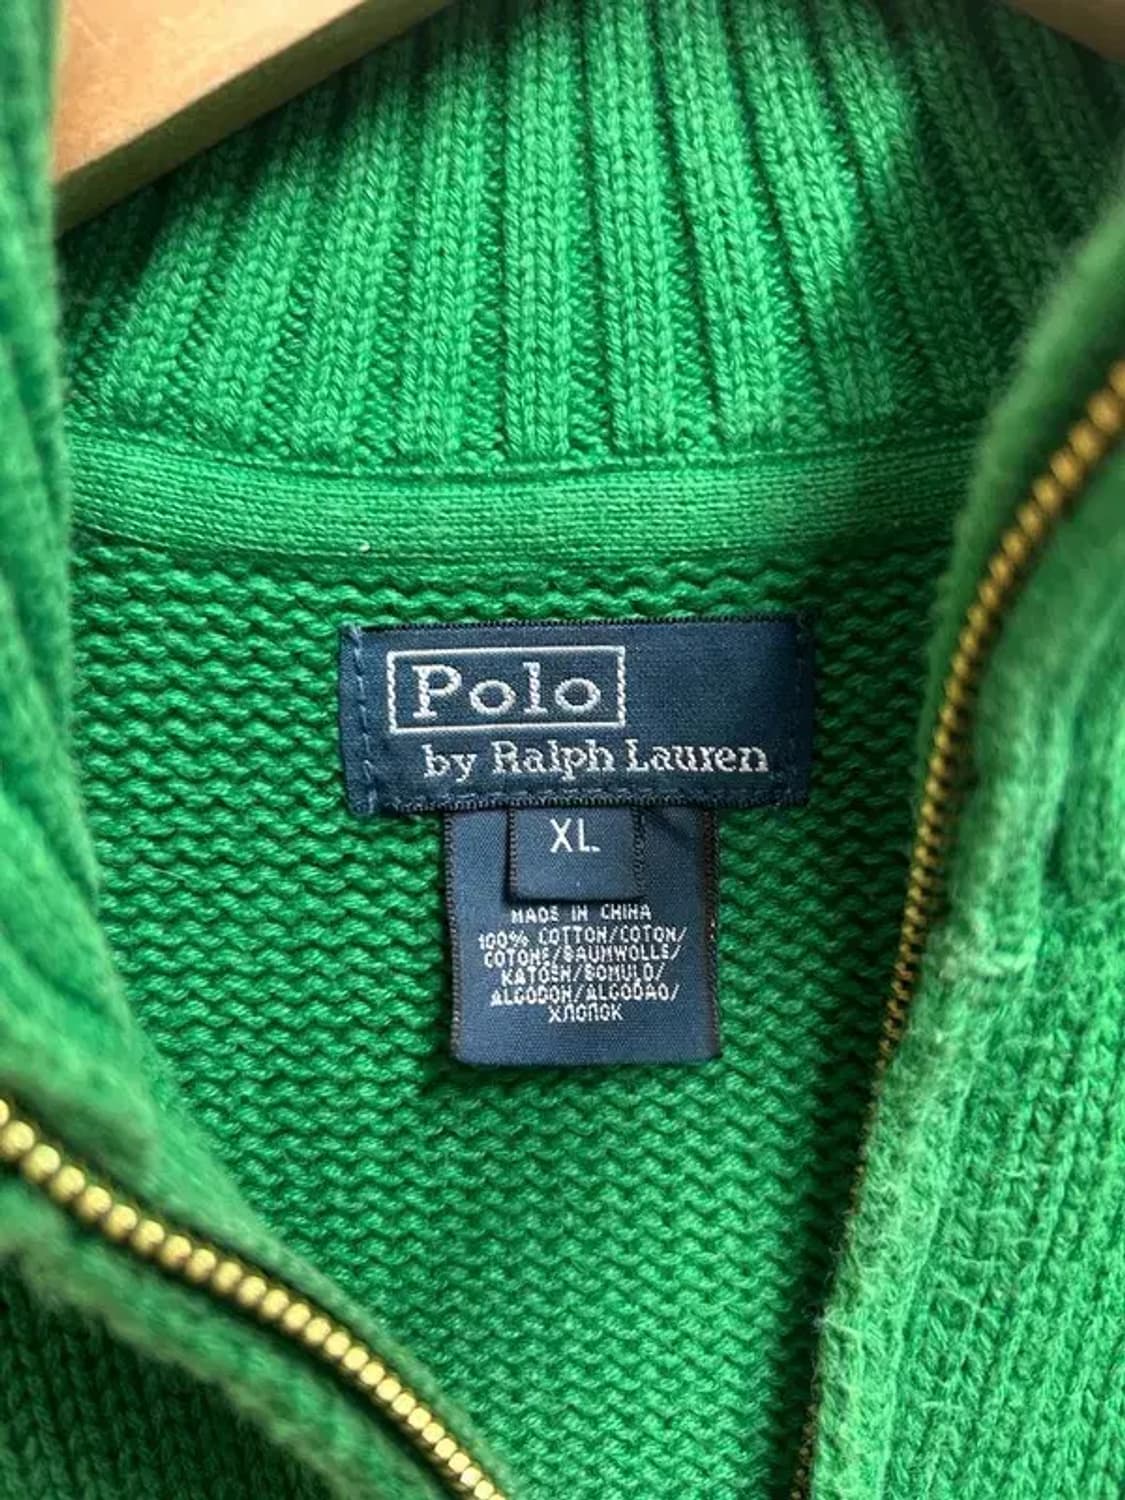 Polo
by Ralph Lauren
XL
MADE IN CHINA
100% COTTON/COTON/
COTONE/BAUMWOLLE/
KATOEN/BOMULD/
ALGODON/ALGODAO/
ХЛОПОК